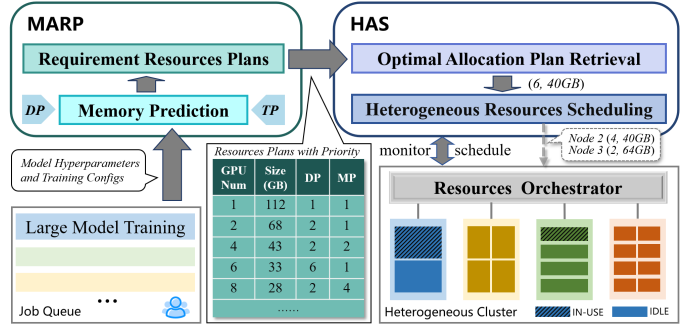 MARP
Requirement Resources Plans
DP
Memory Prediction
TP
HAS
Optimal Allocation Plan Retrieval
(6, 40GB)
Heterogeneous Resources Scheduling
Model Hyperparameters
and Training Configs
Large Model Training
•••
Job Queue
Resources Plans with Priority
GPU Num Size (GB) DP MP
1 112 1 1
2 68 2 1
4 43 2 2
6 33 6 1
8 28 2 4
......
monitor schedule
Node 2 (4, 40GB)
Node 3 (2, 64GB)
Resources Orchestrator
Heterogeneous Cluster
IN-USE
IDLE